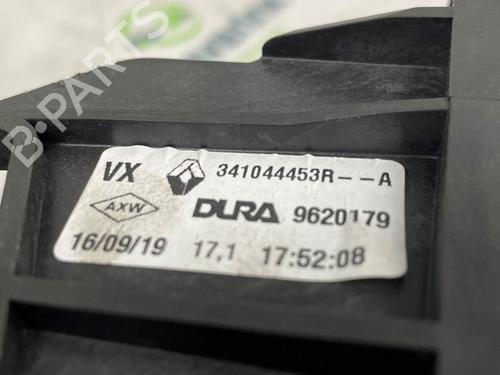 VX 341044453R--A
AXW DURA 9620179
16/09/19 17,1 17:52:08
B-PARTS